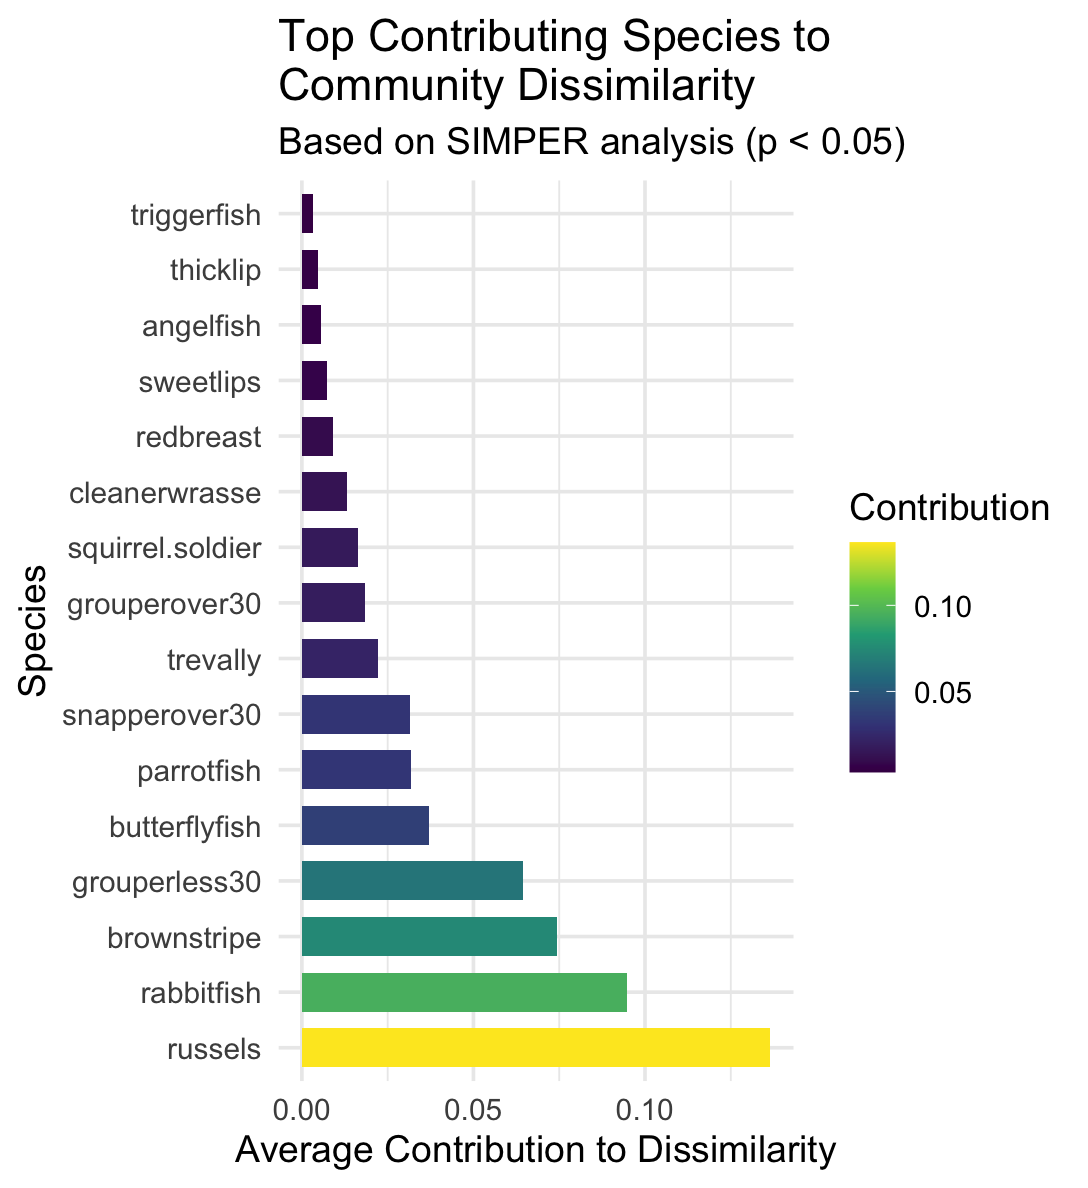 Top Contributing Species to
Community Dissimilarity
Based on SIMPER analysis (p < 0.05)
Species
triggerfish
thicklip
angelfish
sweetlips
redbreast
cleanerwrasse
squirrel.soldier
grouperover30
trevally
snapperover30
parrotfish
butterflyfish
grouperless30
brownstripe
rabbitfish
russels
0.00 0.05 0.10
Average Contribution to Dissimilarity
Contribution
0.10
0.05